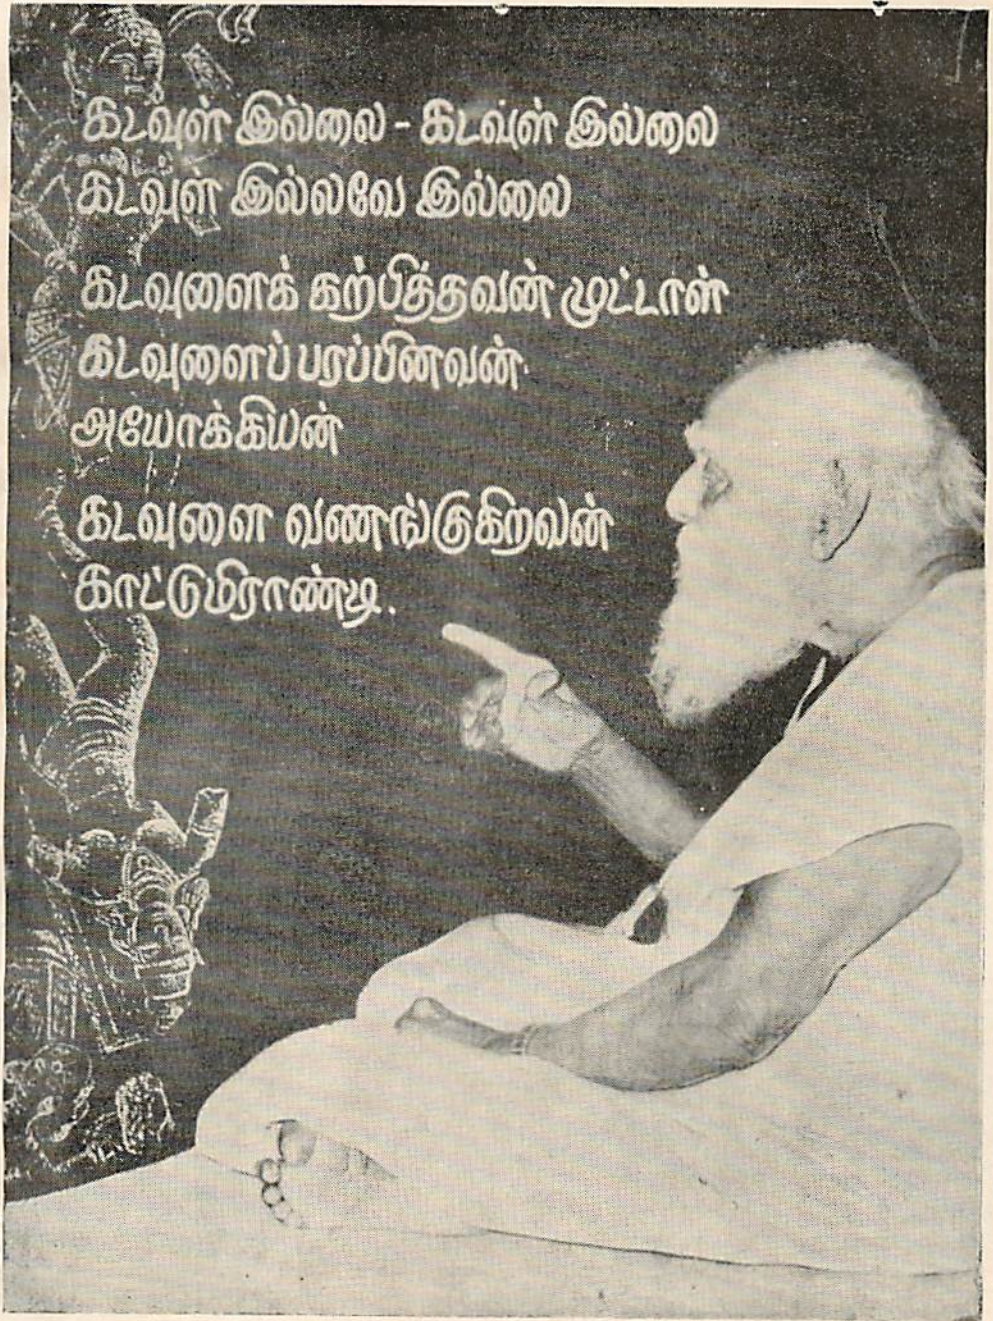 கடவுள் இல்லை - கடவுள் இல்லை
கடவுள் இல்லவே இல்லை
கடவுளைக் கற்பித்தவன் முட்டாள்
கடவுளைப் பரப்பினவன்
அயோக்கியன்
கடவுளை வணங்குகிறவன்
காட்டுமிராண்டி.